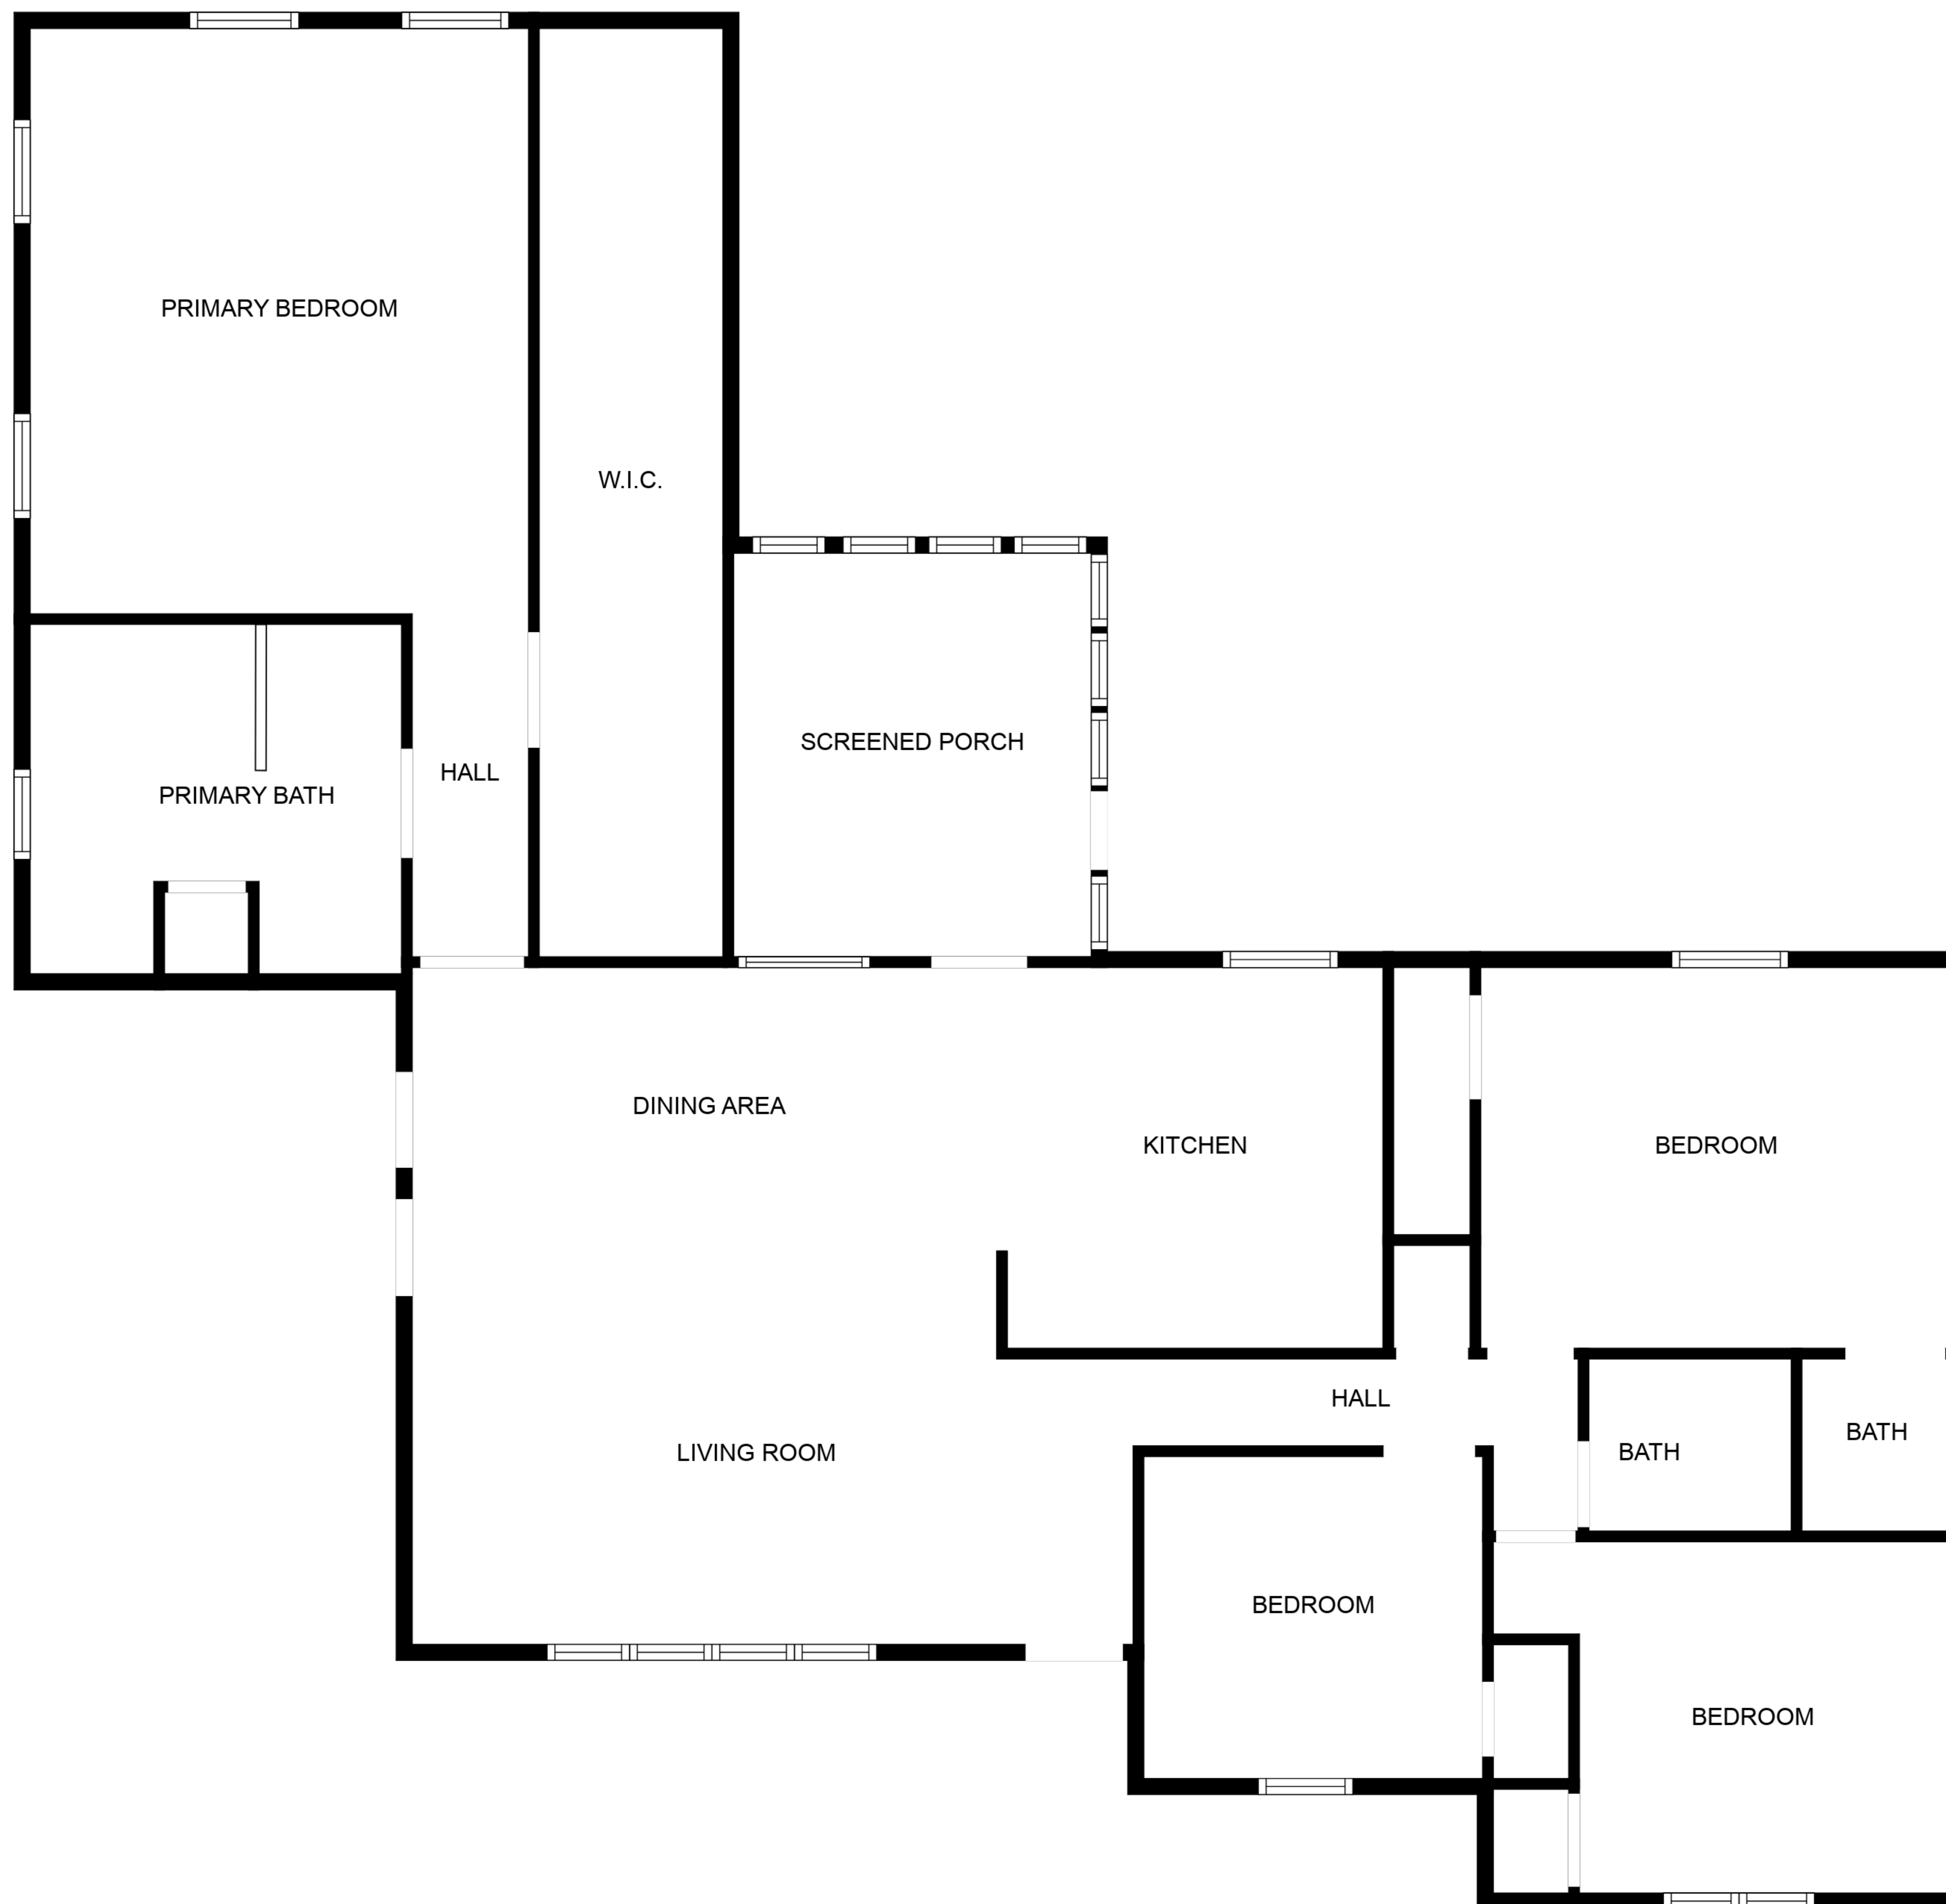 PRIMARY BEDROOM
W.I.C.
SCREENED PORCH
HALL
PRIMARY BATH
DINING AREA
KITCHEN
BEDROOM
HALL
BATH
BATH
LIVING ROOM
BEDROOM
BEDROOM